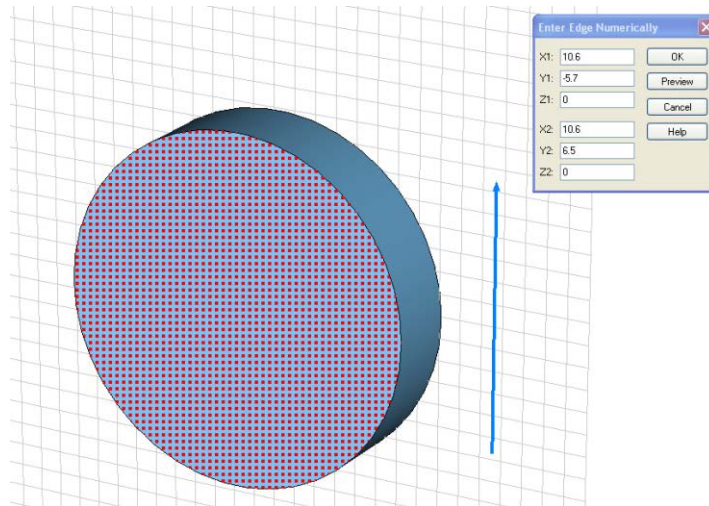 Enter Edge Numerically
X1: 10.6 OK
Y1: -5.7 Preview
Z1: 0 Cancel
X2: 10.6 Help
Y2: 6.5
Z2: 0